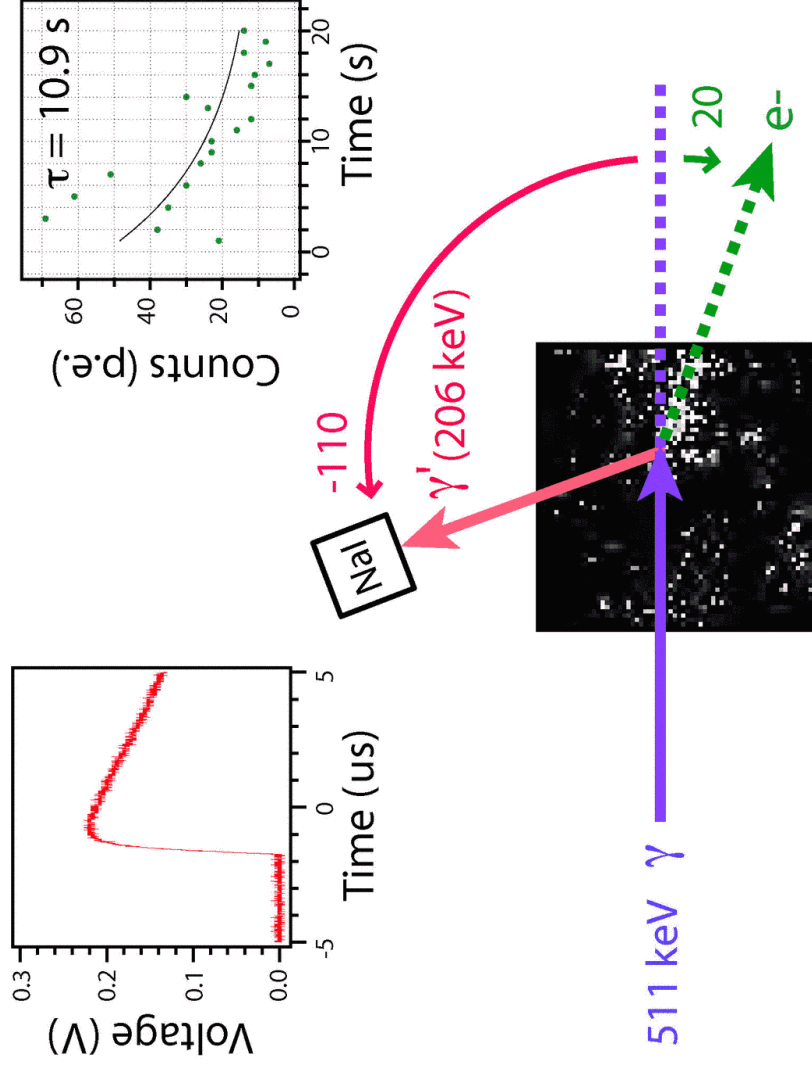 Voltage (V)
0.3
0.2
0.1
0.0
-5
0
5
Time (us)
Counts (p.e.)
60
40
20
0
τ = 10.9 s
0
10
20
Time (s)
NaI
-110
γ' (206 keV)
511 keV γ
20
e-